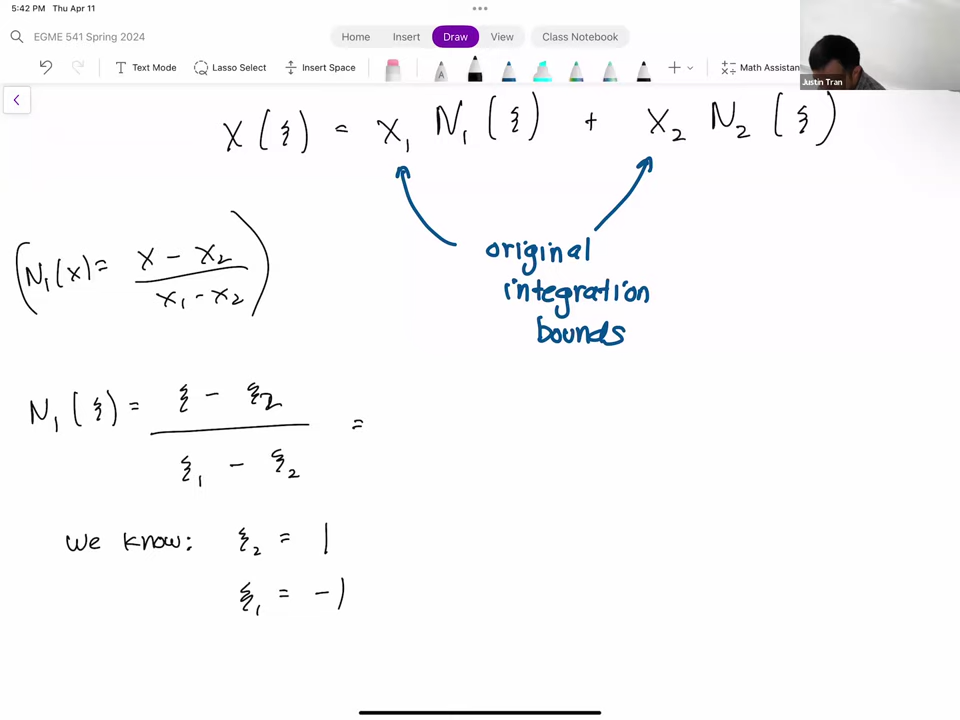 5:42 PM Thu Apr 11
EGME 541 Spring 2024
Home Insert Draw View Class Notebook
Text Mode Lasso Select Insert Space A Math Assistan
Justin Tran
X(ξ) = x₁ N₁(ξ) + x₂ N₂(ξ)
original
integration
bounds
(N₁(x) = (x - x₂)/(x₁ - x₂))
N₁(ξ) = (ξ - ξ₂)/(ξ₁ - ξ₂) =
We know: ξ₂ = 1
ξ₁ = -1